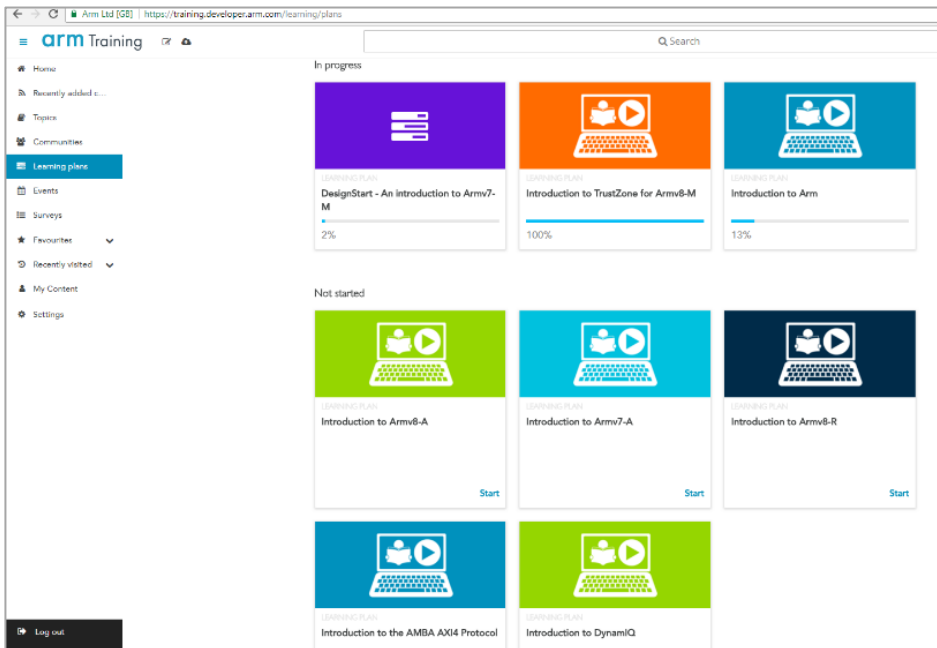 Arm Ltd [GB] | https://training.developer.arm.com/learning/plans
arm Training
Search
Home
Recently added c...
Topics
Communities
Learning plans
Events
Surveys
Favourites
Recently visited
My Content
Settings
Log out
In progress
LEARNING PLAN
DesignStart - An introduction to Armv7-
M
2%
LEARNING PLAN
Introduction to TrustZone for Armv8-M
100%
LEARNING PLAN
Introduction to Arm
13%
Not started
LEARNING PLAN
Introduction to Armv8-A
Start
LEARNING PLAN
Introduction to Armv7-A
Start
LEARNING PLAN
Introduction to Armv8-R
Start
LEARNING PLAN
Introduction to the AMBA AXI4 Protocol
LEARNING PLAN
Introduction to DynamIQ